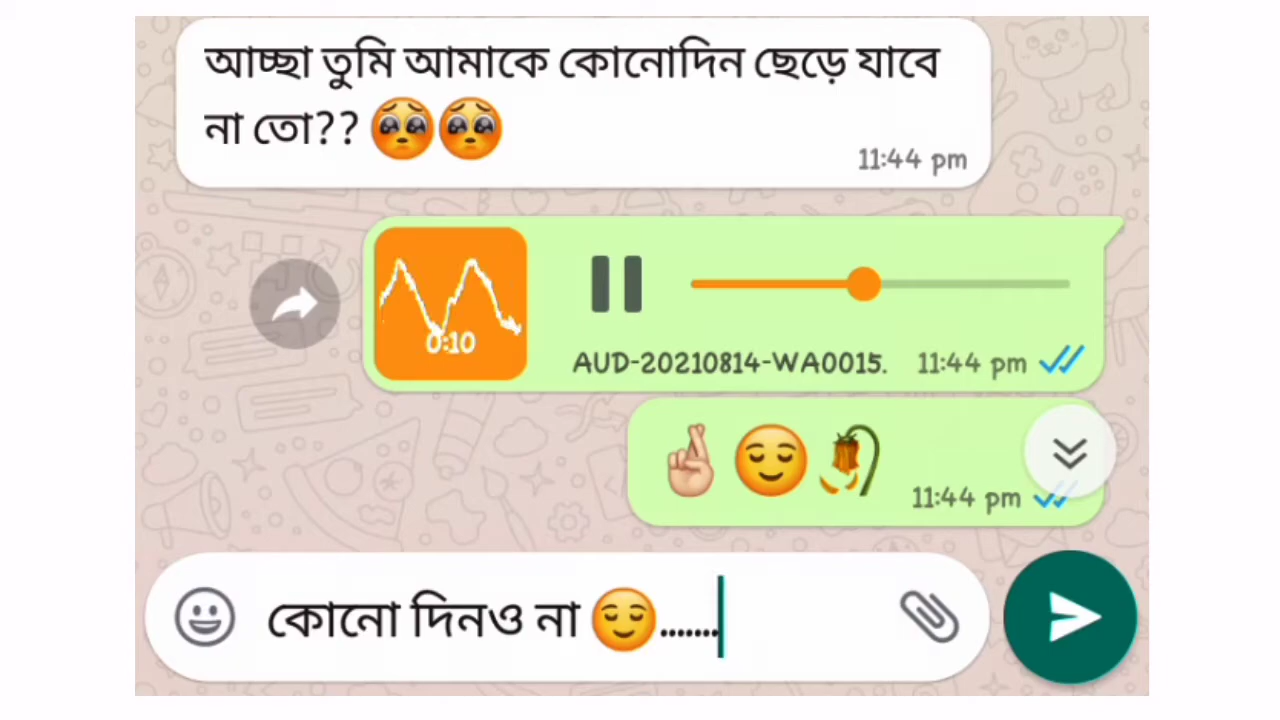 আচ্ছা তুমি আমাকে কোনোদিন ছেড়ে যাবে
না তো?? 🥺🥺
11:44 pm
0:10
AUD-20210814-WA0015. 11:44 pm
🤞🏻😌🥀
11:44 pm
কোনো দিনও না 😌.......